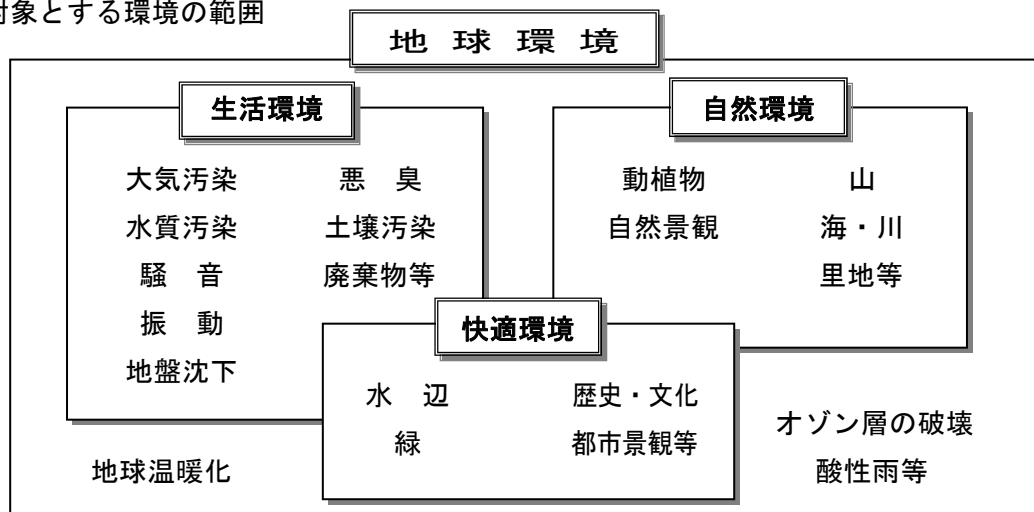 対象とする環境の範囲
地 球 環 境
生活環境
大気汚染 悪 臭
水質汚染 土壌汚染
騒 音 廃棄物等
振 動
地盤沈下
自然環境
動植物 山
自然景観 海・川
里地等
快適環境
水 辺 歴史・文化
緑 都市景観等
地球温暖化
オゾン層の破壊
酸性雨等